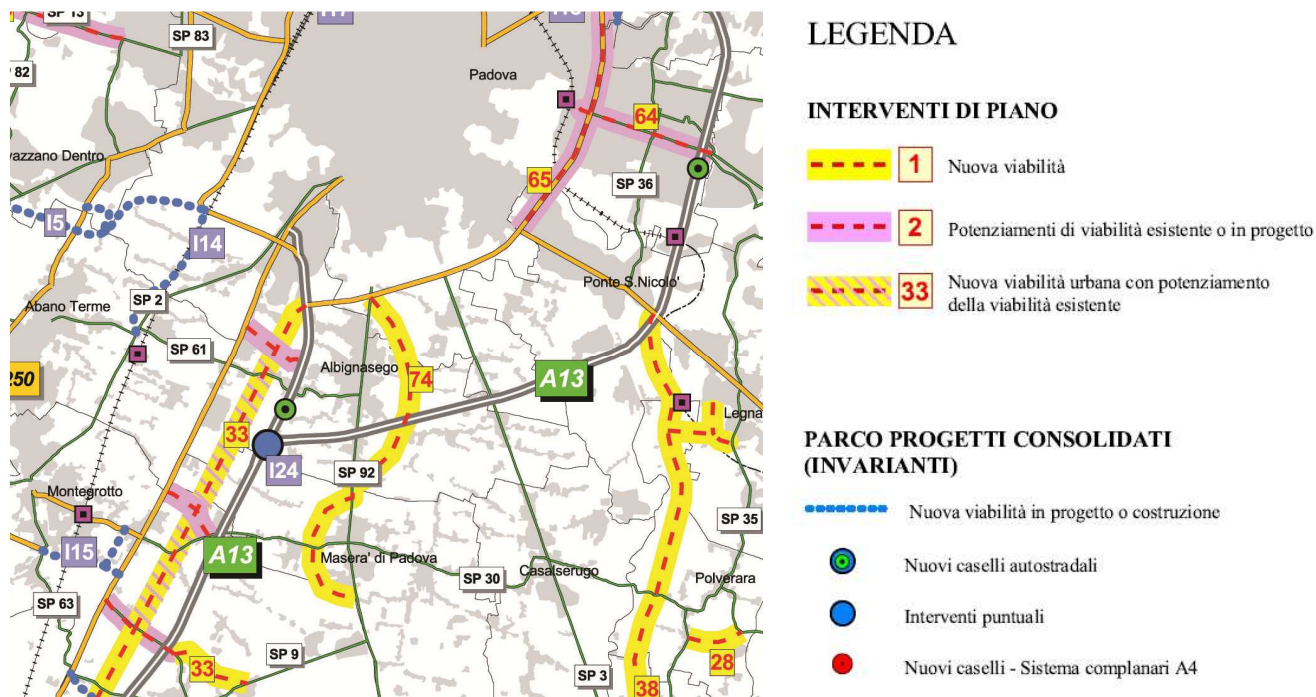 SP 13
SP 83
Padova
64
vazzano Dentro
65
SP 36
I5
I14
Ponte S.Nicolo'
Abano Terme
SP 2
SP 61
Albignasego
74
A13
250
33
Legna
I24
SP 92
Montegrotto
SP 35
I15
A13
Masera' di Padova
SP 30
Casalserugo
Polverara
SP 63
33
SP 9
SP 3
38
28
LEGENDA
INTERVENTI DI PIANO
1 Nuova viabilità
2 Potenziamenti di viabilità esistente o in progetto
33 Nuova viabilità urbana con potenziamento
della viabilità esistente
PARCO PROGETTI CONSOLIDATI
(INVARIANTI)
Nuova viabilità in progetto o costruzione
Nuovi caselli autostradali
Interventi puntuali
Nuovi caselli - Sistema complanari A4